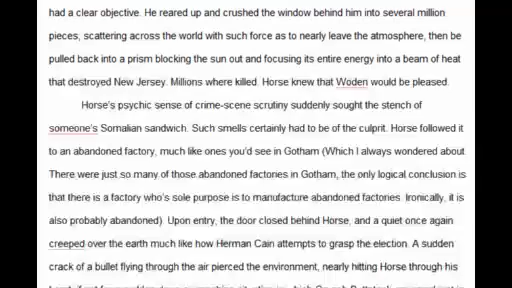 had a clear objective. He reared up and crushed the window behind him into several million
pieces, scattering across the world with such force as to nearly leave the atmosphere, then be
pulled back into a prism blocking the sun out and focusing its entire energy into a beam of heat
that destroyed New Jersey. Millions where killed. Horse knew that Woden would be pleased.
Horse's psychic sense of crime-scene scrutiny suddenly sought the stench of
someone's Somalian sandwich. Such smells certainly had to be of the culprit. Horse followed it
to an abandoned factory, much like ones you'd see in Gotham (Which I always wondered about
There were just so many of those abandoned factories in Gotham, the only logical conclusion is
that there is a factory who's sole purpose is to manufacture abandoned factories. Ironically, it is
also probably abandoned). Upon entry, the door closed behind Horse, and a quiet once again
creeped over the earth much like how Herman Cain attempts to grasp the election. A sudden
crack of a bullet flying through the air pierced the environment, nearly hitting Horse through his